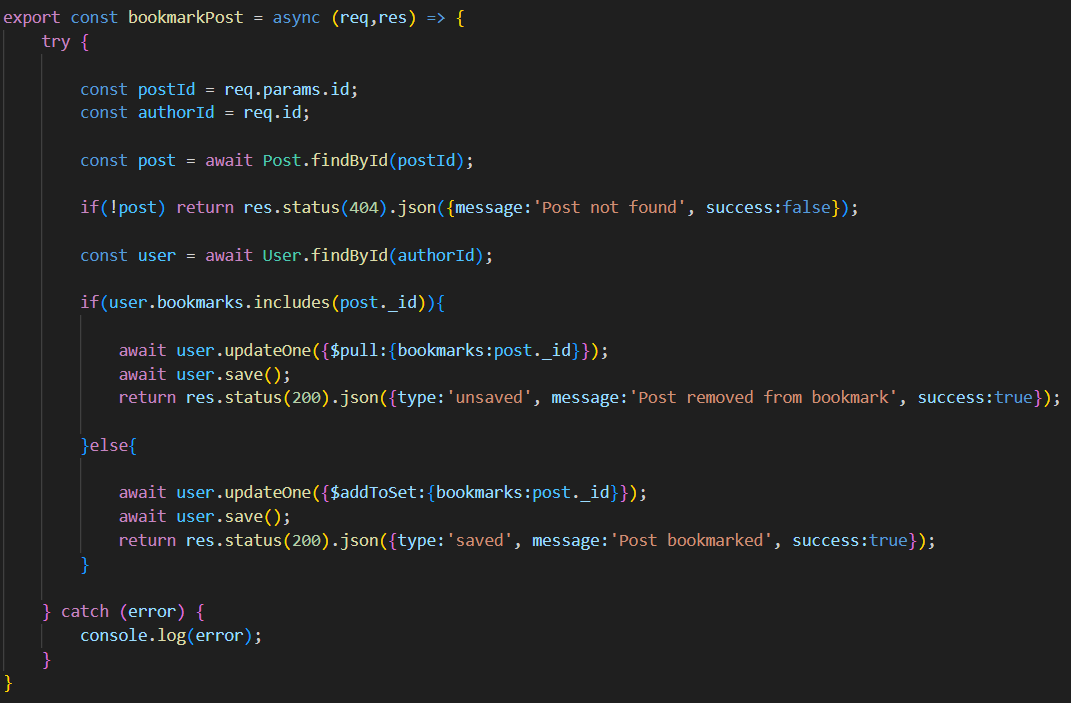 export const bookmarkPost = async (req,res) => {
    try {
        const postId = req.params.id;
        const authorId = req.id;
        const post = await Post.findById(postId);
        if(!post) return res.status(404).json({message:'Post not found', success:false});
        const user = await User.findById(authorId);
        if(user.bookmarks.includes(post._id)){
            await user.updateOne({$pull:{bookmarks:post._id}});
            await user.save();
            return res.status(200).json({type:'unsaved', message:'Post removed from bookmark', success:true});
        }else{
            await user.updateOne({$addToSet:{bookmarks:post._id}});
            await user.save();
            return res.status(200).json({type:'saved', message:'Post bookmarked', success:true});
        }
    } catch (error) {
        console.log(error);
    }
}